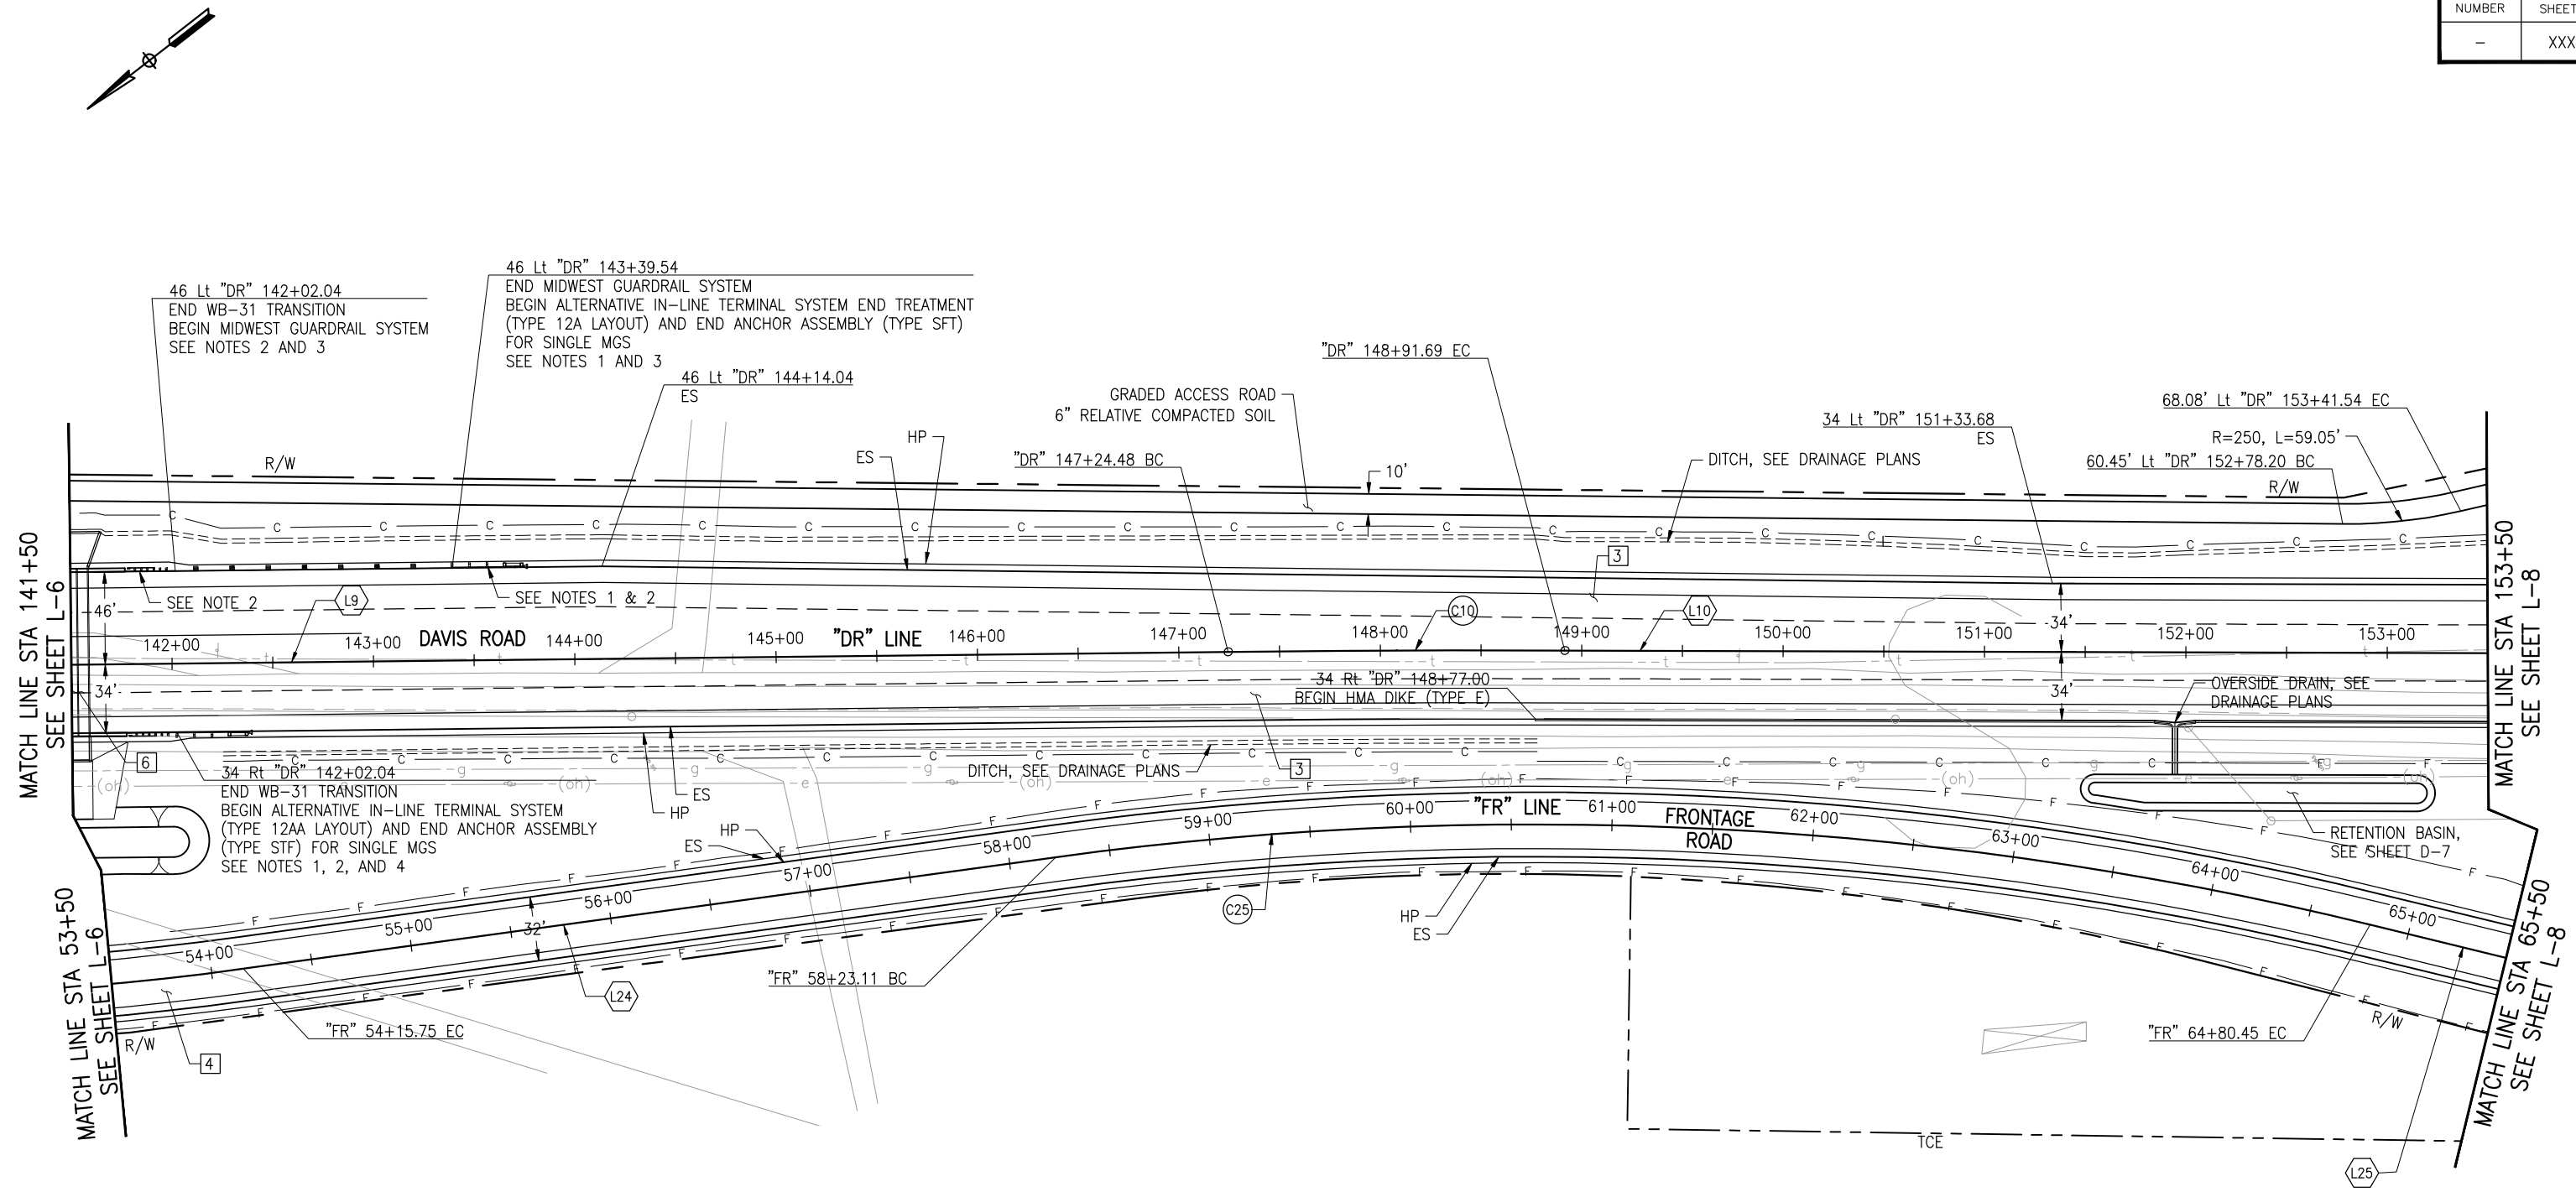 NUMBER SHEET
– XXX
46 Lt "DR" 142+02.04
END WB–31 TRANSITION
BEGIN MIDWEST GUARDRAIL SYSTEM
SEE NOTES 2 AND 3
46 Lt "DR" 143+39.54
END MIDWEST GUARDRAIL SYSTEM
BEGIN ALTERNATIVE IN–LINE TERMINAL SYSTEM END TREATMENT
(TYPE 12A LAYOUT) AND END ANCHOR ASSEMBLY (TYPE SFT)
FOR SINGLE MGS
SEE NOTES 1 AND 3
46 Lt "DR" 144+14.04
ES
"DR" 148+91.69 EC
GRADED ACCESS ROAD
6" RELATIVE COMPACTED SOIL
HP
ES
"DR" 147+24.48 BC
10'
DITCH, SEE DRAINAGE PLANS
34 Lt "DR" 151+33.68
ES
68.08' Lt "DR" 153+41.54 EC
R=250, L=59.05'
60.45' Lt "DR" 152+78.20 BC
R/W
R/W
C C C C C C C C C C C C C C C C C C C C C C
3
MATCH LINE STA 141+50
SEE SHEET L–6
46'
SEE NOTE 2
L9
SEE NOTES 1 & 2
C10
L10
34'
MATCH LINE STA 153+50
SEE SHEET L–8
142+00 143+00 DAVIS ROAD 144+00 145+00 "DR" LINE 146+00 147+00 148+00 149+00 150+00 151+00 152+00 153+00
t t t t t t t t t t
34'
34 Rt "DR" 148+77.00
BEGIN HMA DIKE (TYPE E)
34'
OVERSIDE DRAIN, SEE
DRAINAGE PLANS
6
34 Rt "DR" 142+02.04
END WB–31 TRANSITION
BEGIN ALTERNATIVE IN–LINE TERMINAL SYSTEM
(TYPE 12AA LAYOUT) AND END ANCHOR ASSEMBLY
(TYPE STF) FOR SINGLE MGS
SEE NOTES 1, 2, AND 4
C C C C C C C C C C C C C C C C C C
g g g g g g g g
(oh) (oh) (oh) (oh) (oh) (oh)
e e e e
DITCH, SEE DRAINAGE PLANS
3
ES
HP
HP
ES
54+00 55+00 56+00 57+00 58+00 59+00 60+00 "FR" LINE 61+00 FRONTAGE 62+00 63+00 64+00 65+00
ROAD
F F F F F F F F F F F F F F F F F F F F F F
RETENTION BASIN,
SEE SHEET D–7
32'
C25
HP
ES
F F F F F F F F F F F F F F F F F F F F F F F
MATCH LINE STA 53+50
SEE SHEET L–6
MATCH LINE STA 65+50
SEE SHEET L–8
"FR" 58+23.11 BC
L24
"FR" 54+15.75 EC
R/W
4
R/W
"FR" 64+80.45 EC
TCE
L25